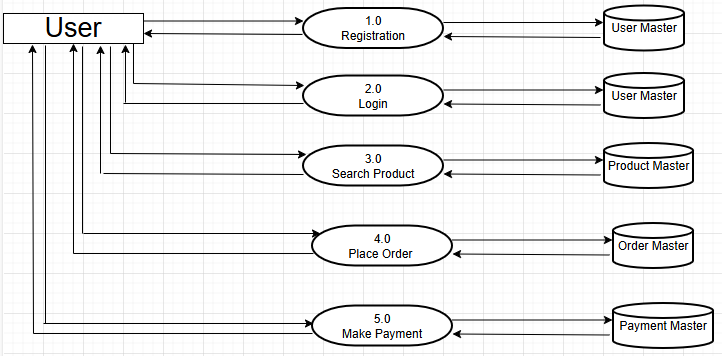 User
1.0
Registration
User Master
2.0
Login
User Master
3.0
Search Product
Product Master
4.0
Place Order
Order Master
5.0
Make Payment
Payment Master